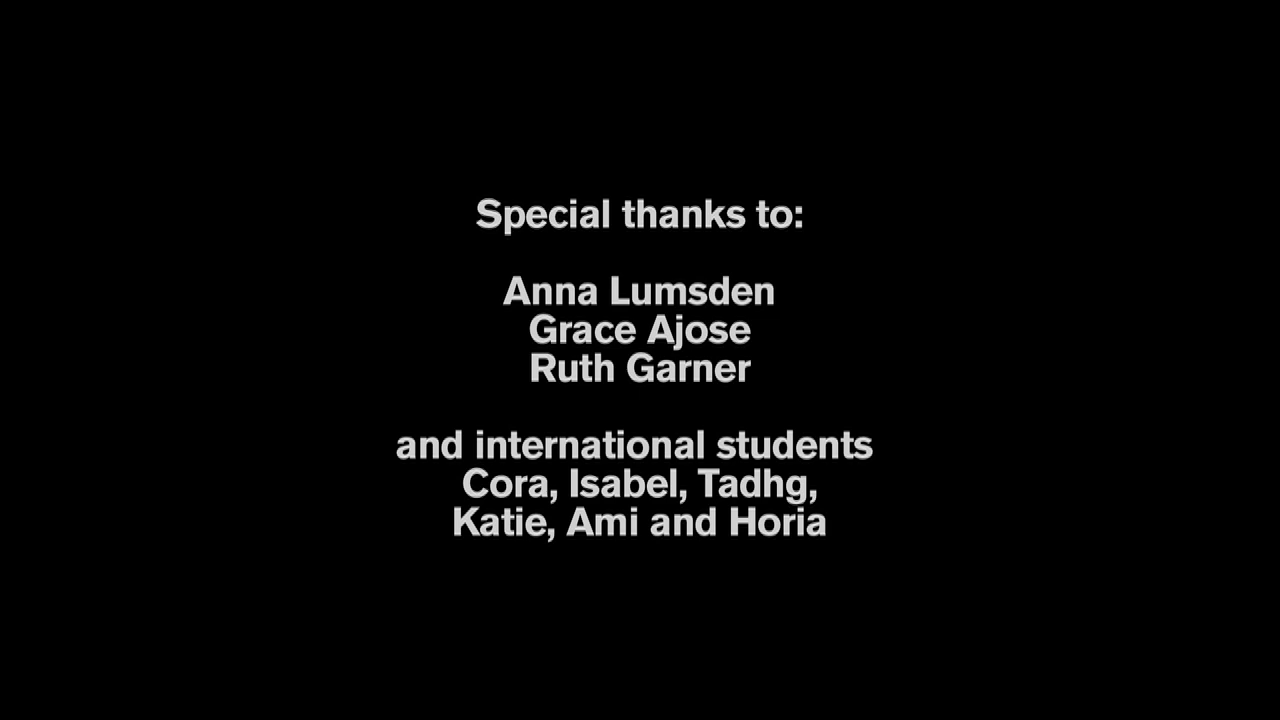 Special thanks to:
Anna Lumsden
Grace Ajose
Ruth Garner
and international students
Cora, Isabel, Tadhg,
Katie, Ami and Horia